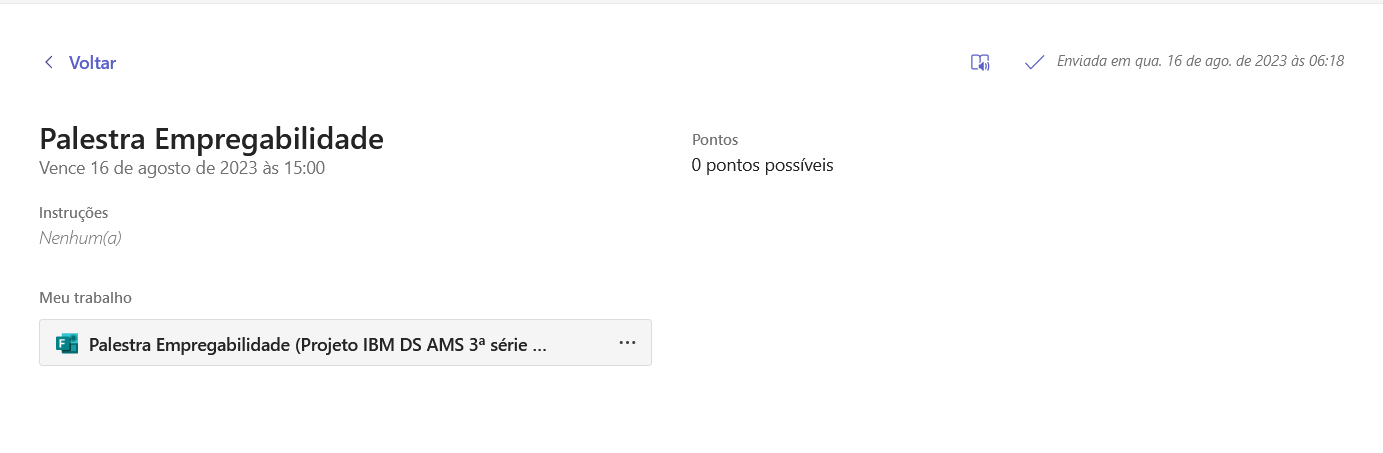 Voltar
Enviada em qua. 16 de ago. de 2023 às 06:18
Palestra Empregabilidade
Vence 16 de agosto de 2023 às 15:00
Pontos
0 pontos possíveis
Instruções
Nenhum(a)
Meu trabalho
Palestra Empregabilidade (Projeto IBM DS AMS 3ª série ...